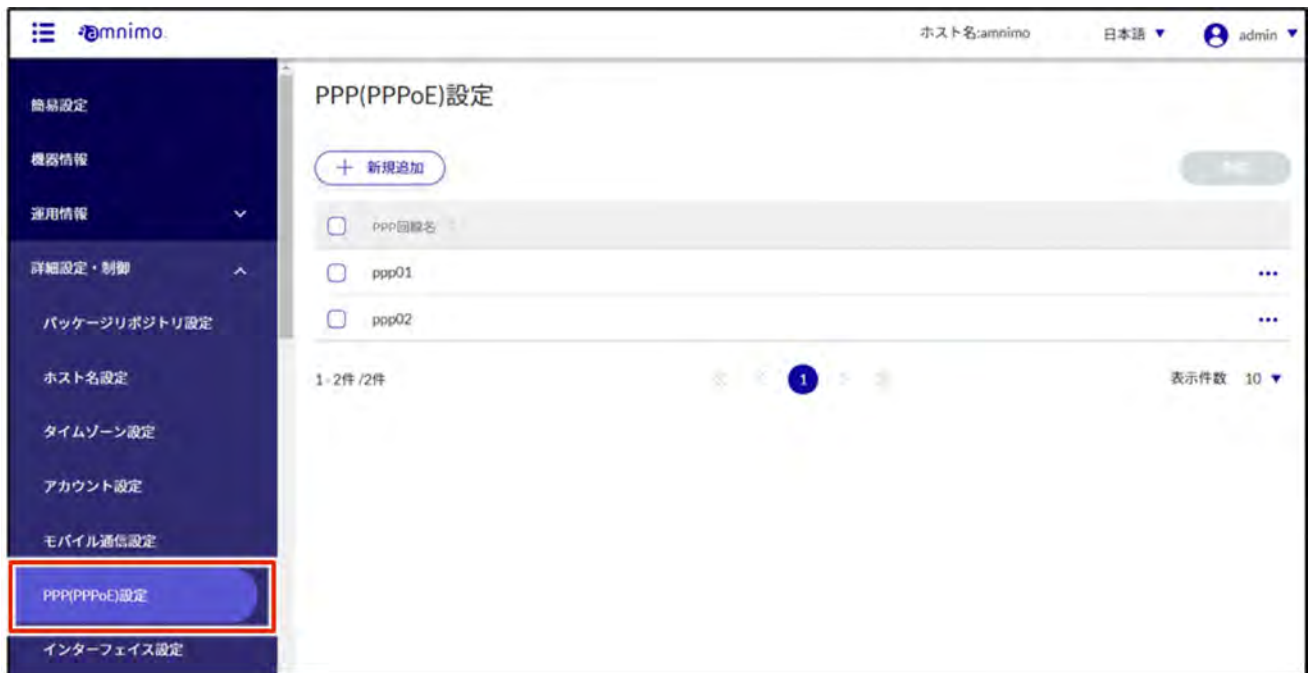 amnimo
ホスト名:amnimo
日本語
admin
簡易設定
機器情報
運用情報
詳細設定・制御
パッケージリポジトリ設定
ホスト名設定
タイムゾーン設定
アカウント設定
モバイル通信設定
PPP(PPPoE)設定
インターフェイス設定
PPP(PPPoE)設定
新規追加
PPP回線名
ppp01
ppp02
1 - 2件 /2件
1
表示件数 10